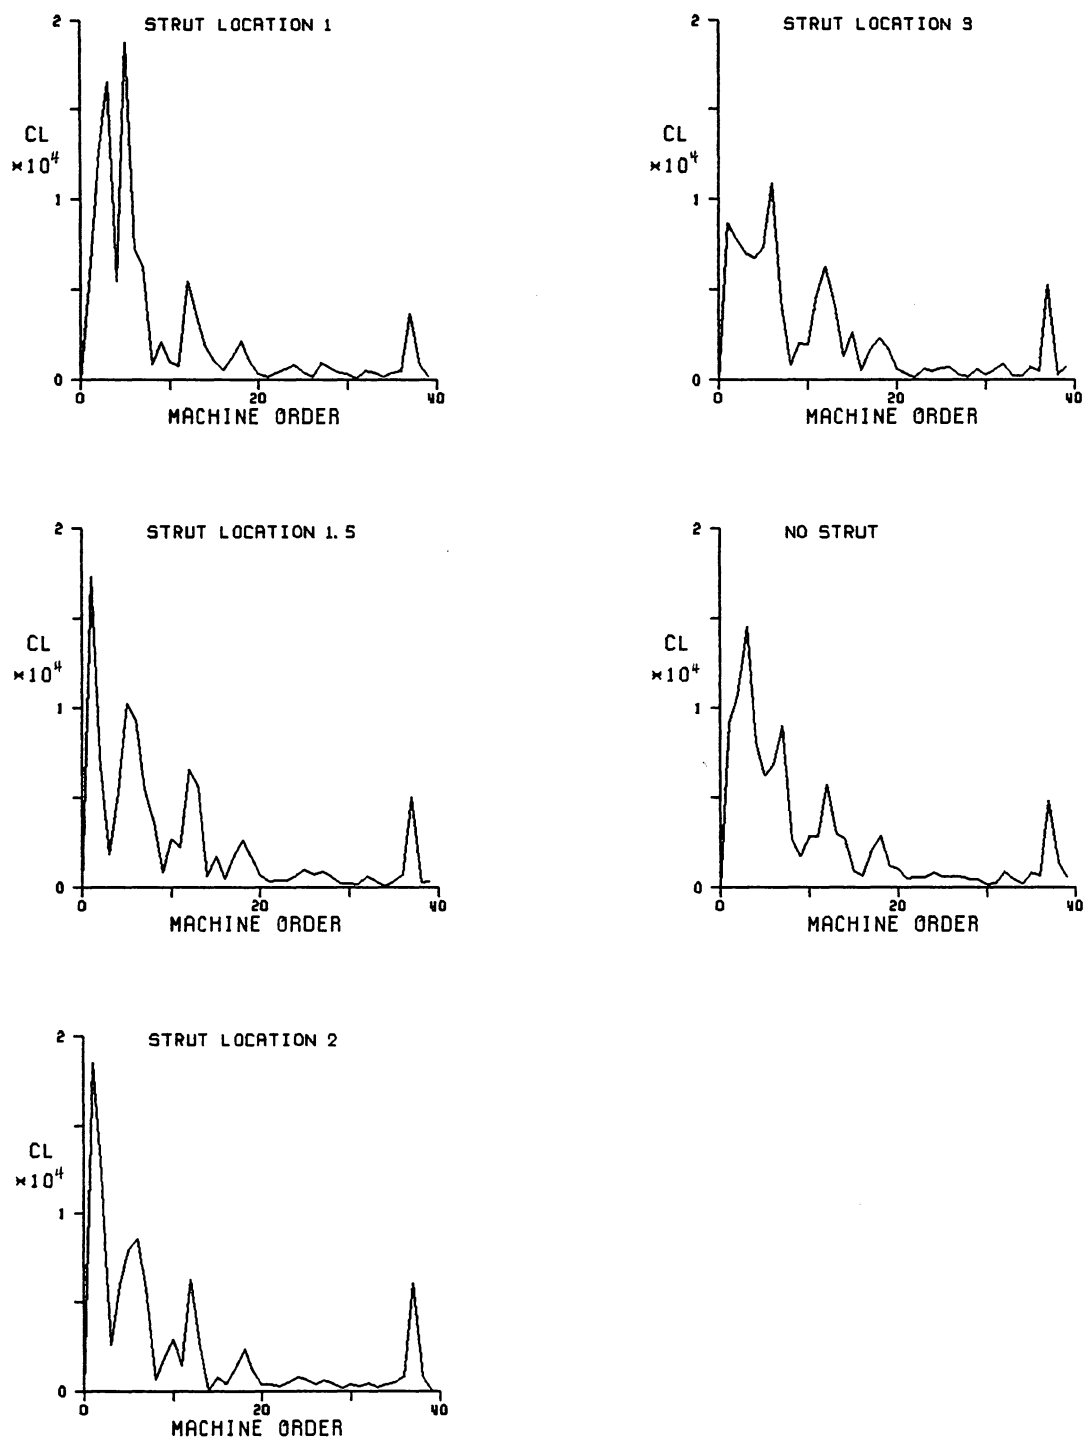 STRUT LOCATION 1
2
CL
×10⁴
1
0
0 20 40
MACHINE ORDER
STRUT LOCATION 3
2
CL
×10⁴
1
0
0 20 40
MACHINE ORDER
STRUT LOCATION 1.5
2
CL
×10⁴
1
0
0 20 40
MACHINE ORDER
NO STRUT
2
CL
×10⁴
1
0
0 20 40
MACHINE ORDER
STRUT LOCATION 2
2
CL
×10⁴
1
0
0 20 40
MACHINE ORDER